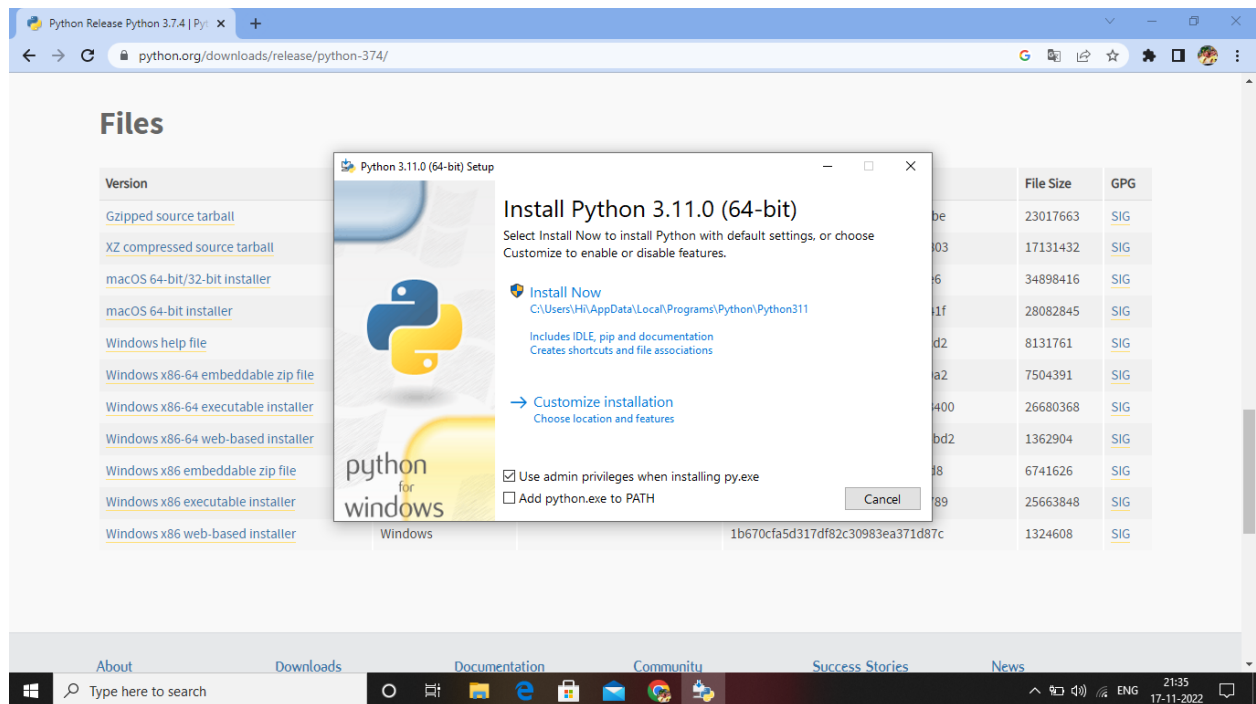 Python Release Python 3.7.4 | Pyt
python.org/downloads/release/python-374/
Files
Version File Size GPG
Gzipped source tarball be 23017663 SIG
XZ compressed source tarball 303 17131432 SIG
macOS 64-bit/32-bit installer 34898416 SIG
macOS 64-bit installer 28082845 SIG
Windows help file d2 8131761 SIG
Windows x86-64 embeddable zip file a2 7504391 SIG
Windows x86-64 executable installer 400 26680368 SIG
Windows x86-64 web-based installer bd2 1362904 SIG
Windows x86 embeddable zip file 6741626 SIG
Windows x86 executable installer 789 25663848 SIG
Windows x86 web-based installer Windows 1b670cfa5d317df82c30983ea371d87c 1324608 SIG
Python 3.11.0 (64-bit) Setup
Install Python 3.11.0 (64-bit)
Select Install Now to install Python with default settings, or choose
Customize to enable or disable features.
Install Now
C:\Users\Hi\AppData\Local\Programs\Python\Python311
Includes IDLE, pip and documentation
Creates shortcuts and file associations
Customize installation
Choose location and features
python
for
windows
Use admin privileges when installing py.exe
Add python.exe to PATH
Cancel
About Downloads Documentation Community Success Stories News
Type here to search
ENG
21:35
17-11-2022